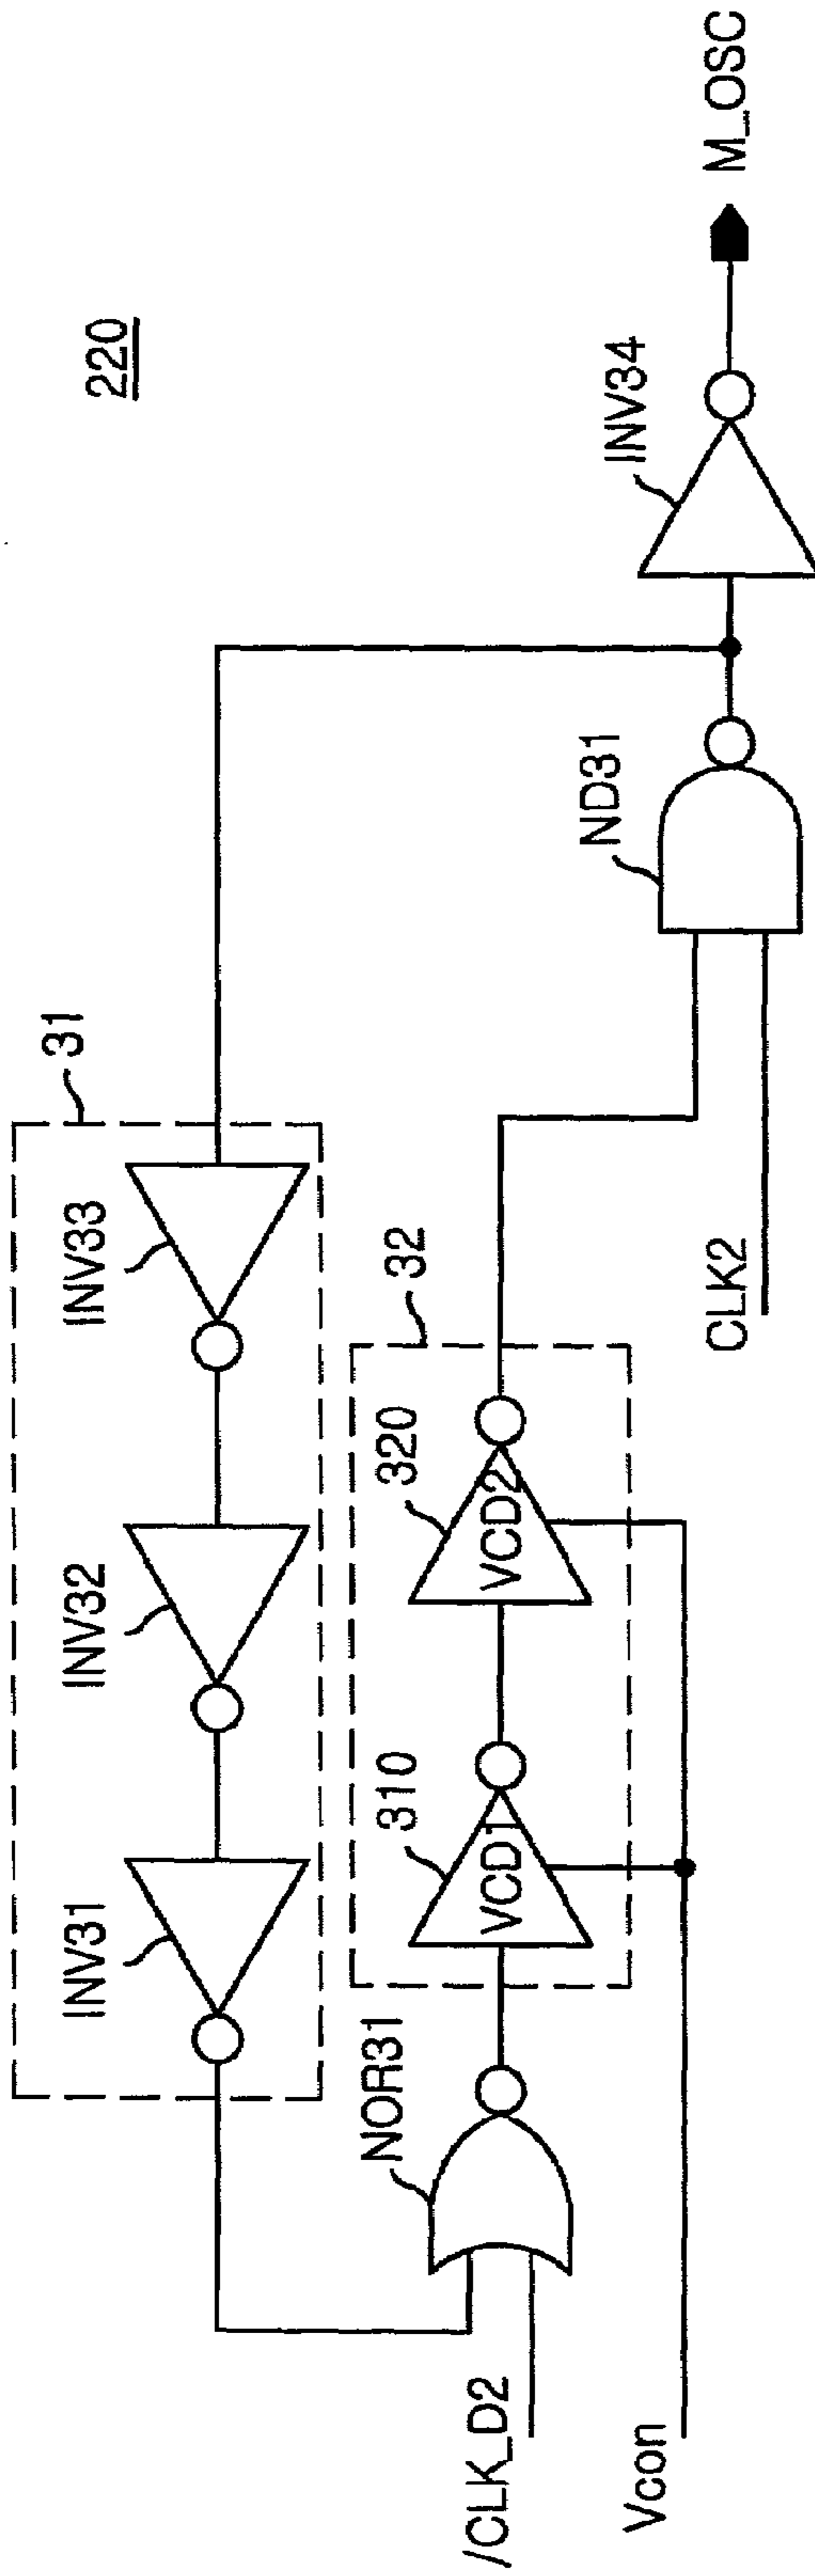 220
31
INV31
INV32
INV33
32
310
320
VCD1
VCD2
NOR31
/CLK_D2
Vcon
CLK2
ND31
INV34
M_OSC